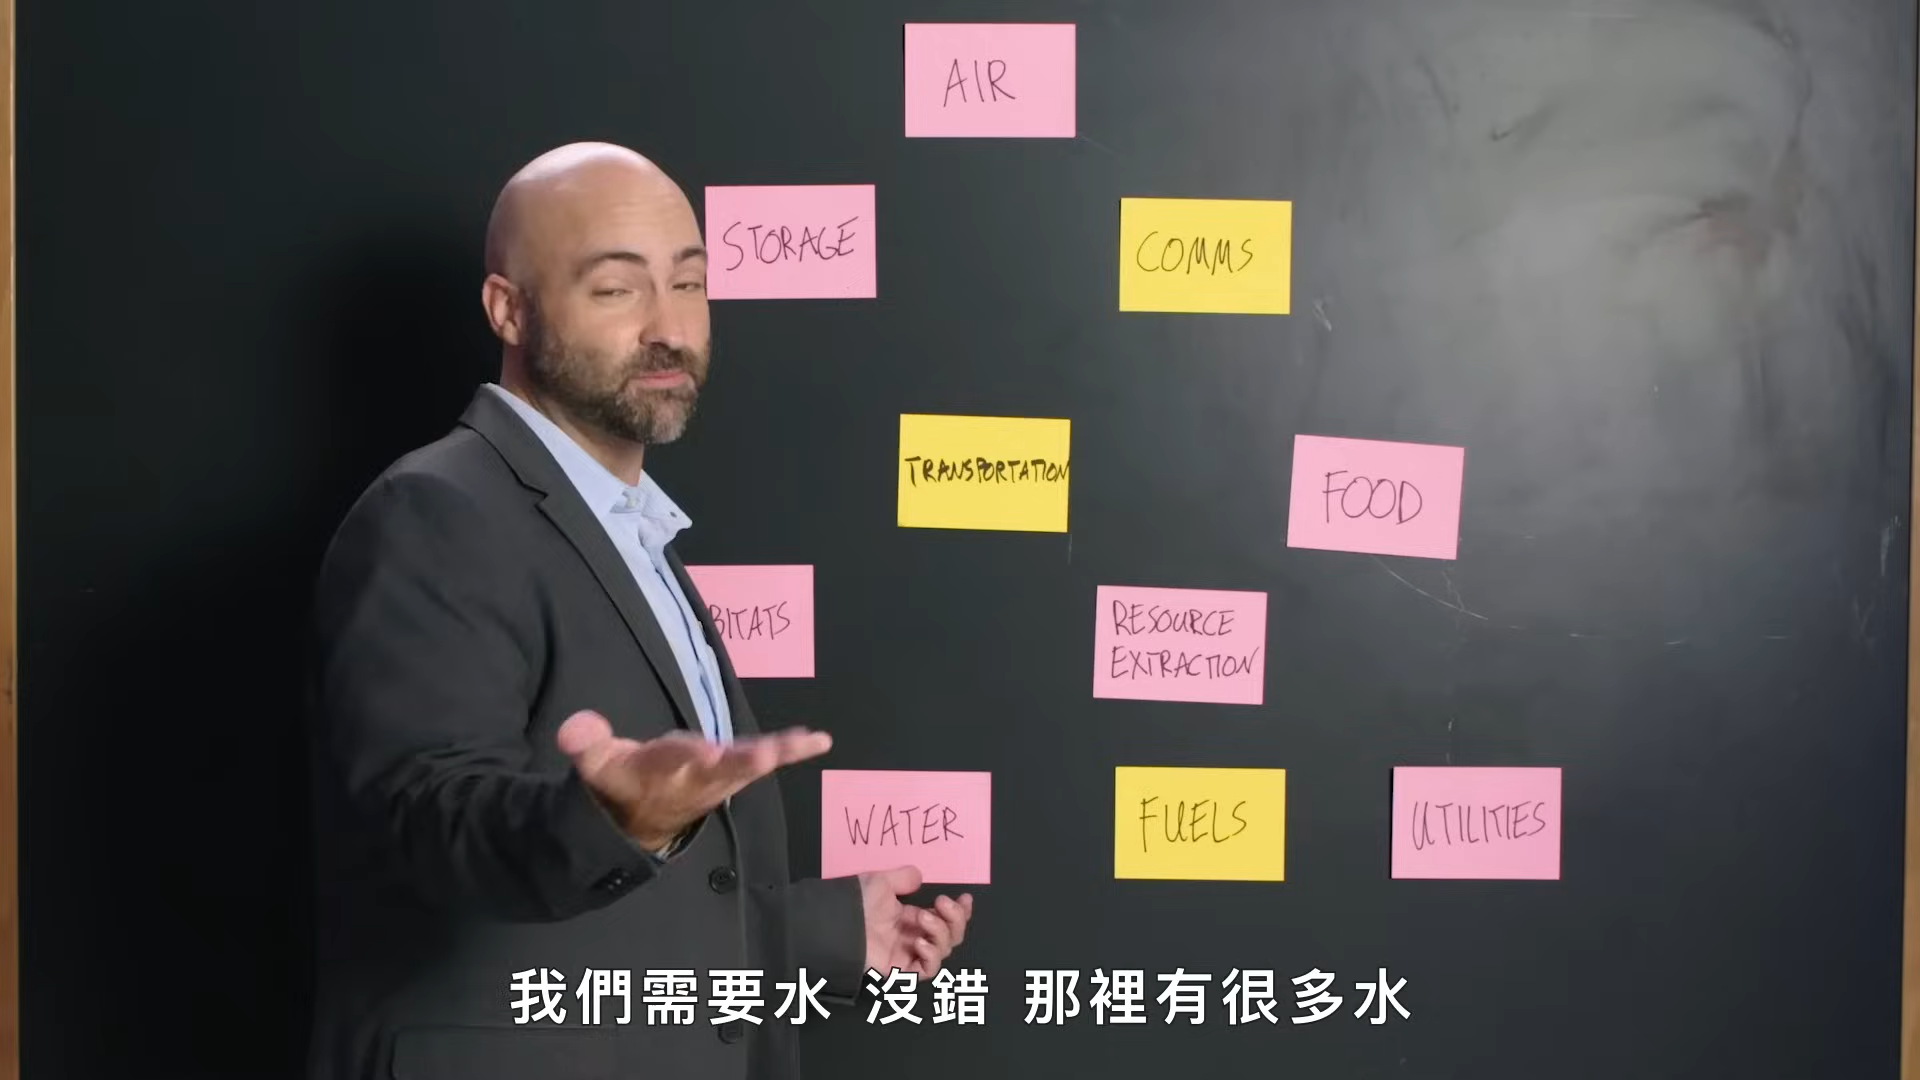 AIR
STORAGE
COMMS
TRANSPORTATION
FOOD
BITATS
RESOURCE
EXTRACTION
WATER
FUELS
UTILITIES
我們需要水 沒錯 那裡有很多水